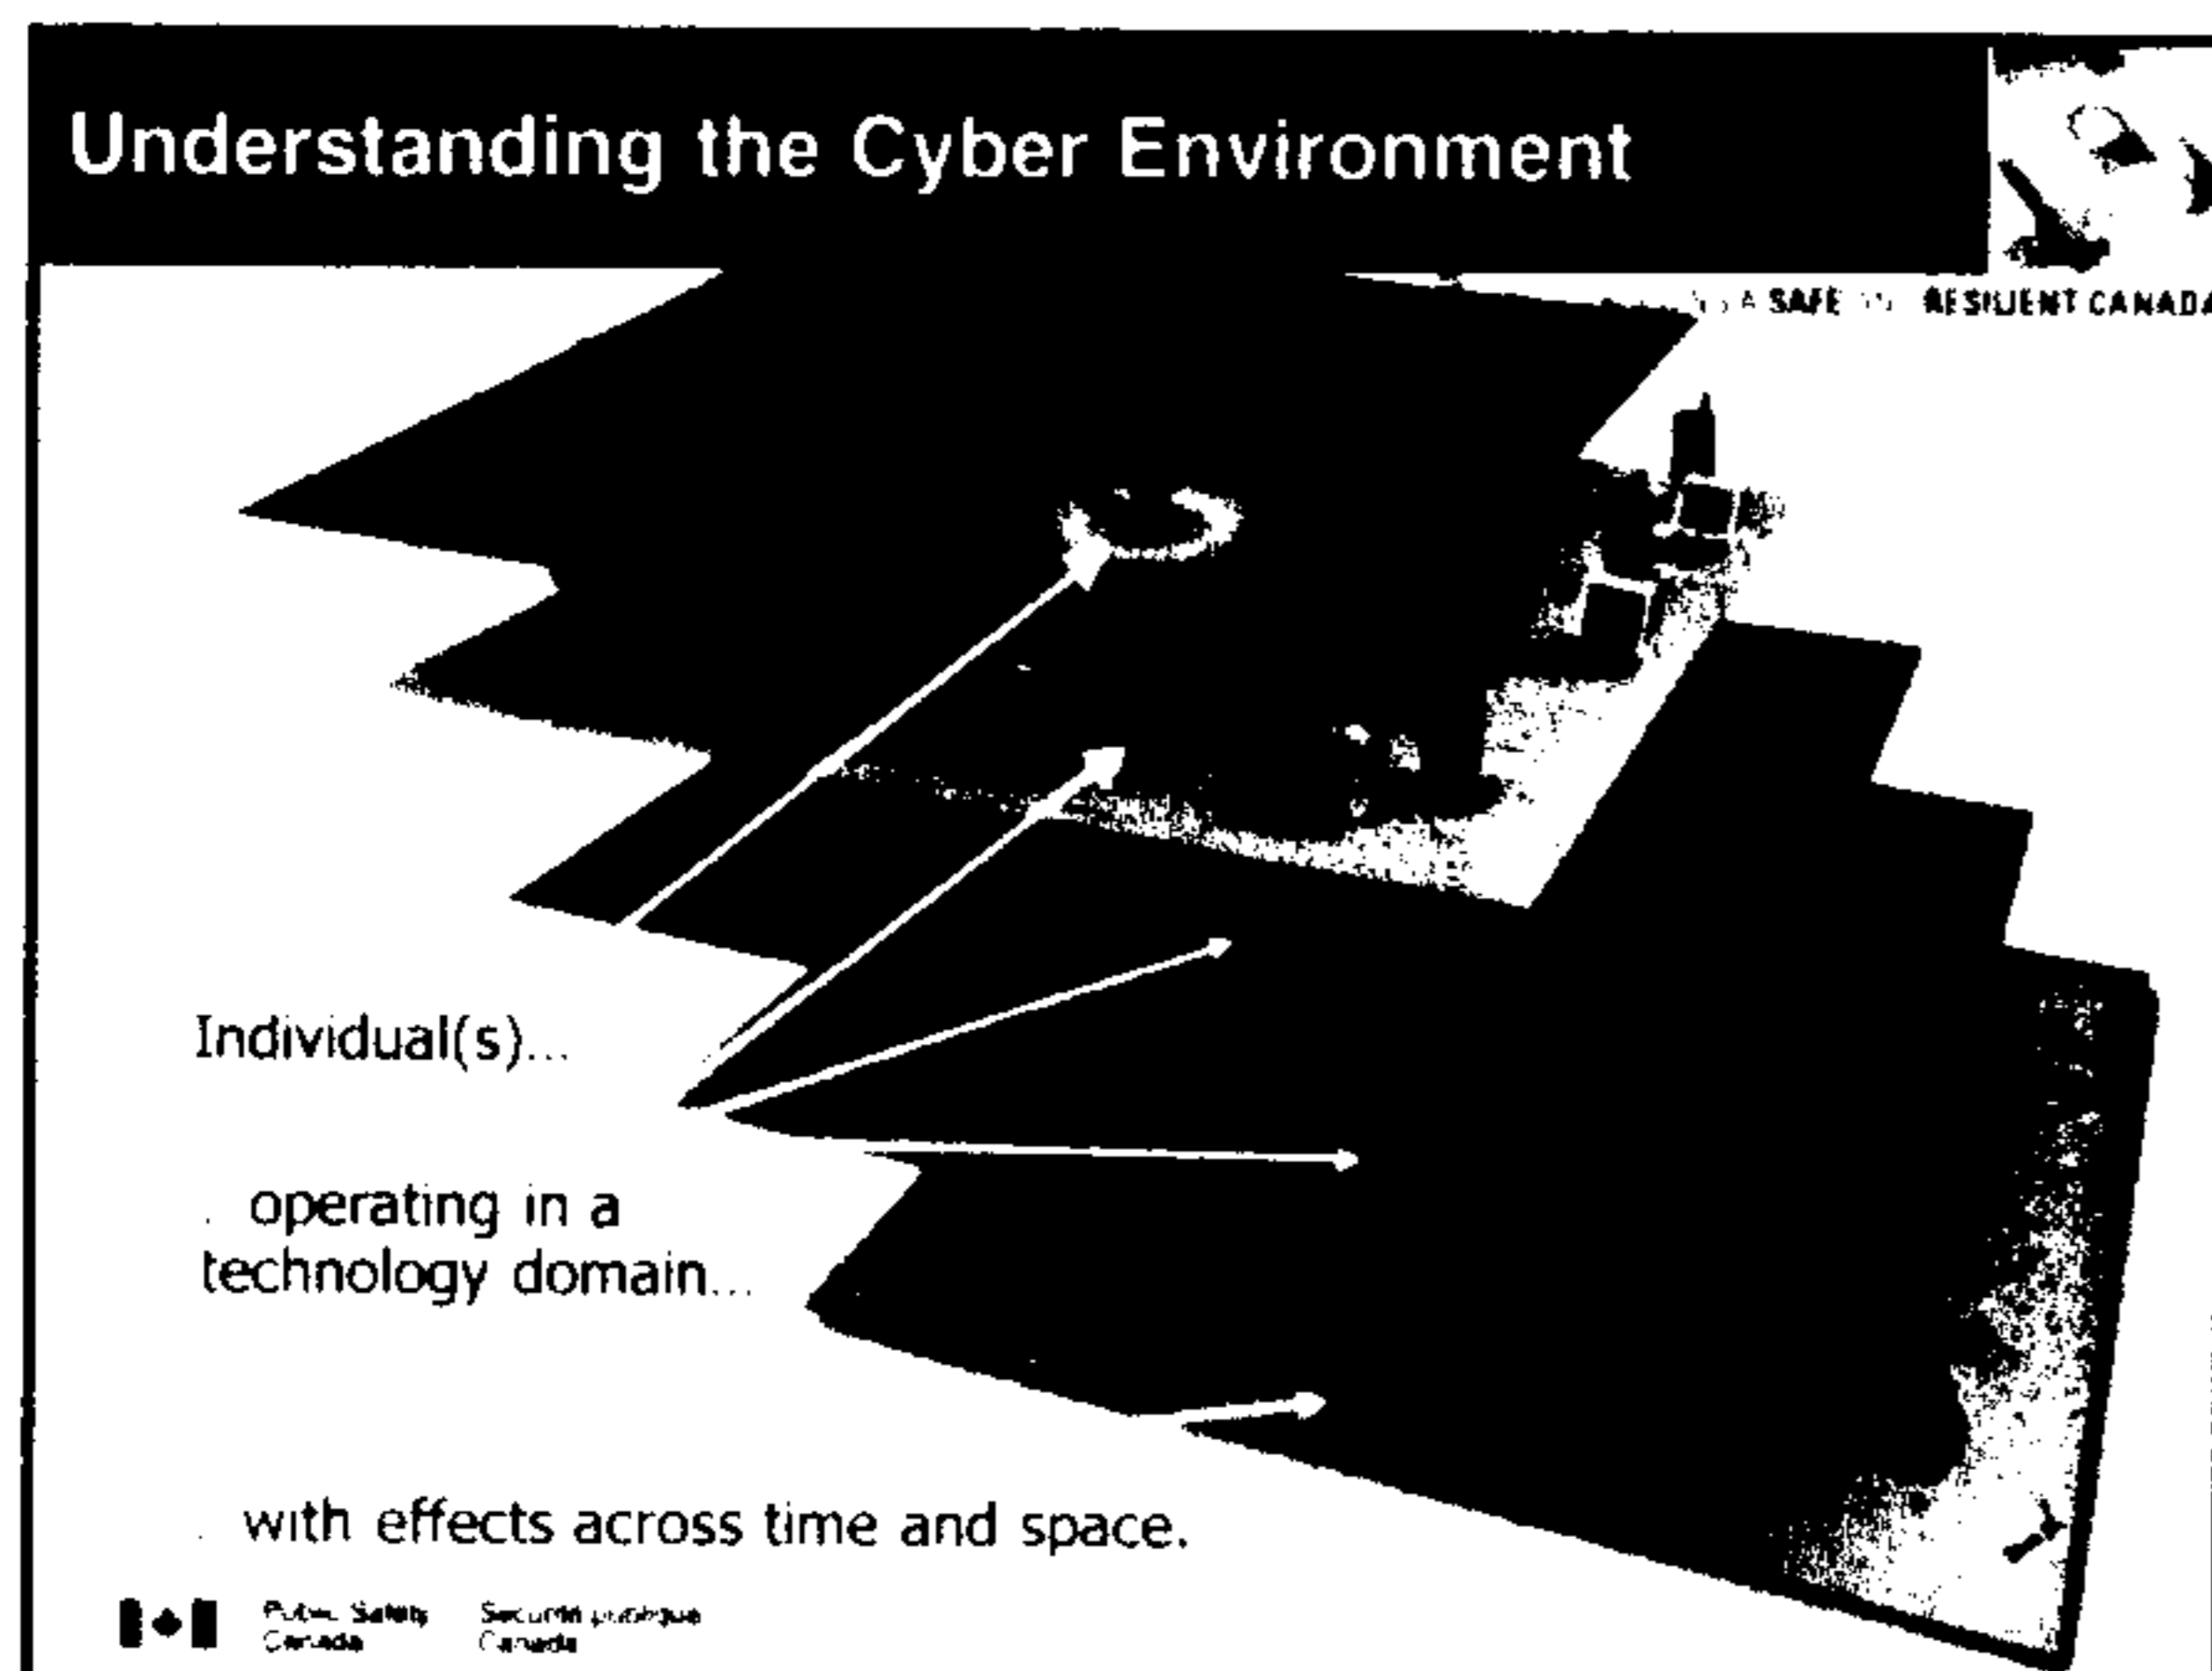 Understanding the Cyber Environment
A SAFE RESILIENT CANADA
Individual(s)...
operating in a
technology domain...
with effects across time and space.
Public Safety Sécurité publique
Canada Canada